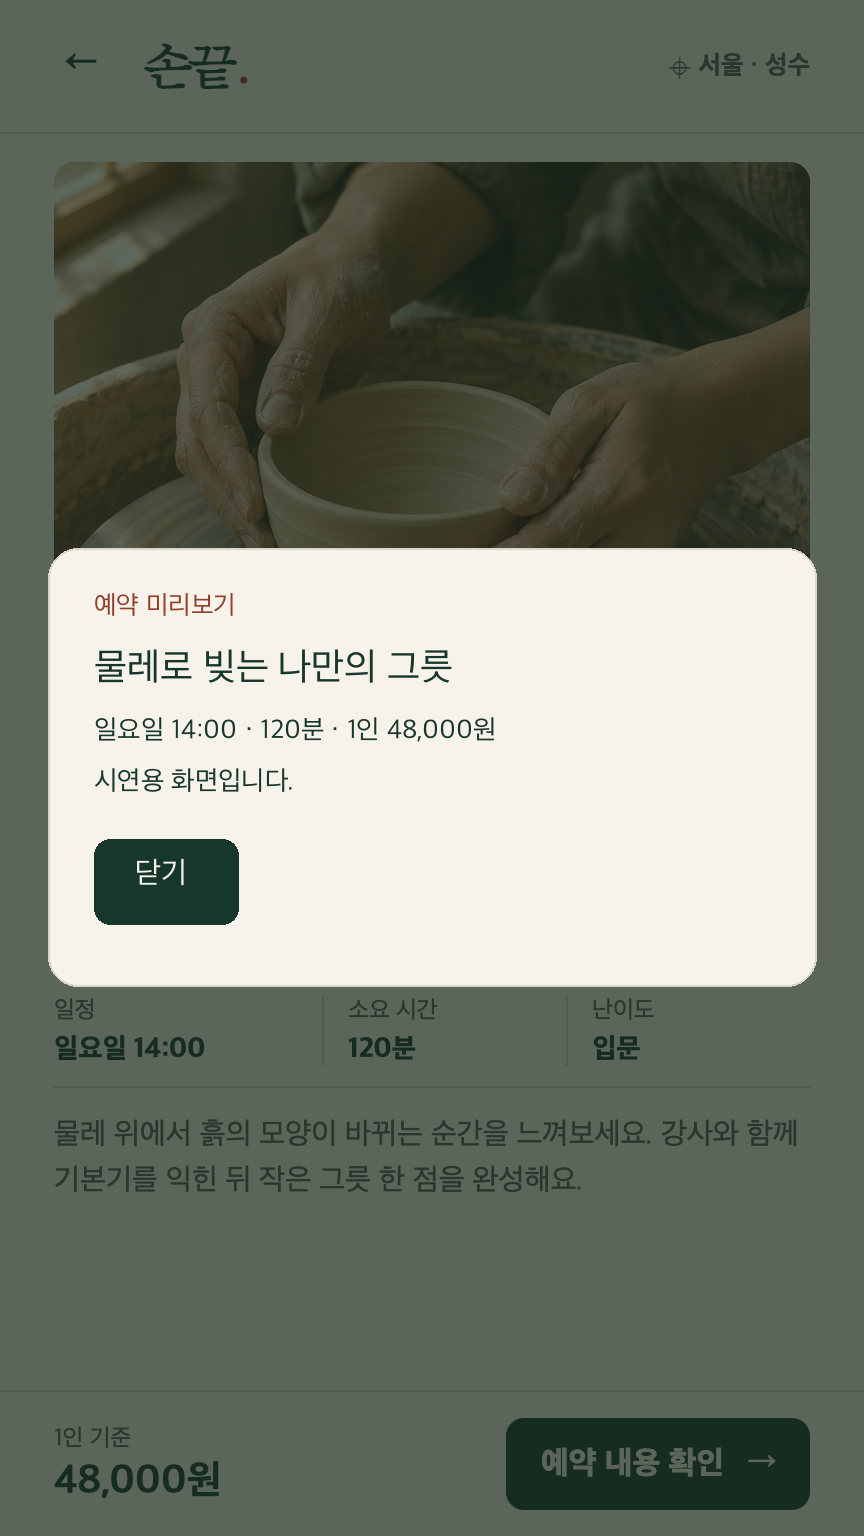 ← 손끝.
서울 · 성수
예약 미리보기
물레로 빚는 나만의 그릇
일요일 14:00 · 120분 · 1인 48,000원
시연용 화면입니다.
닫기
일정
일요일 14:00
소요 시간
120분
난이도
입문
물레 위에서 흙의 모양이 바뀌는 순간을 느껴보세요. 강사와 함께
기본기를 익힌 뒤 작은 그릇 한 점을 완성해요.
1인 기준
48,000원
예약 내용 확인 →